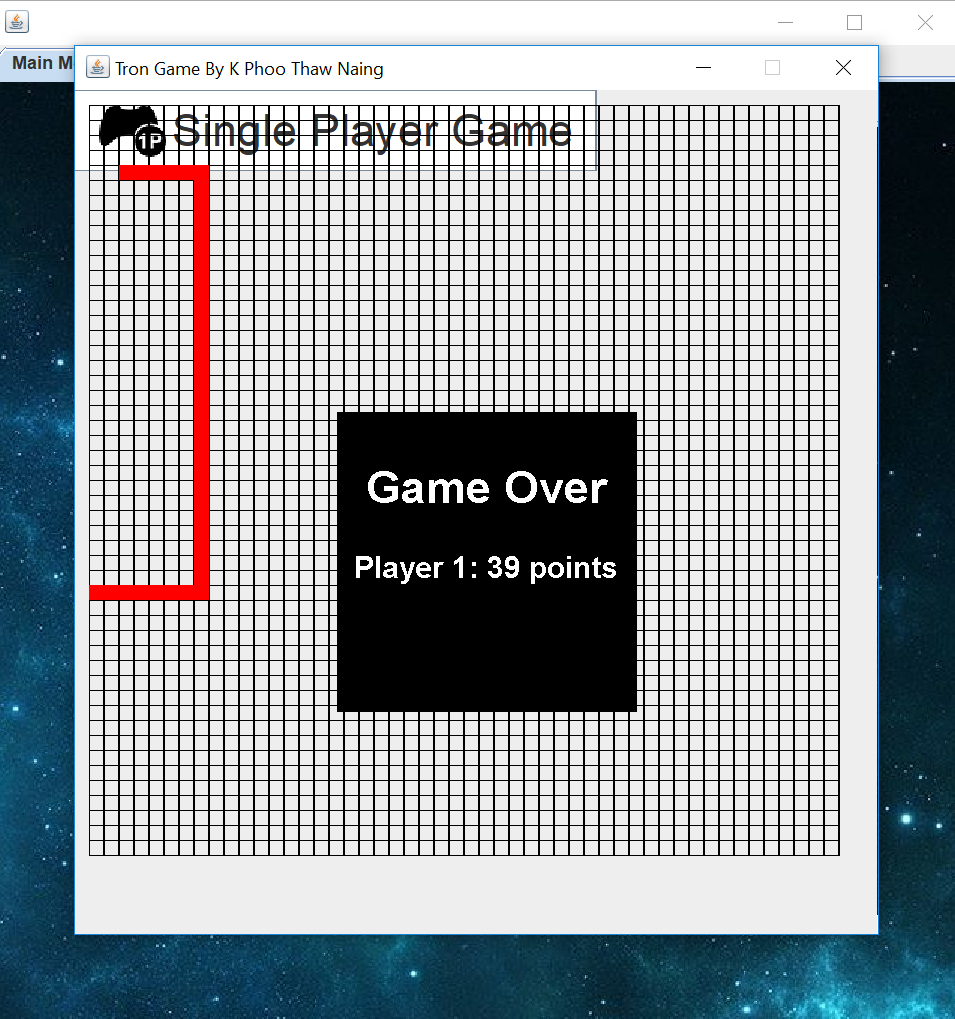 Main M
Tron Game By K Phoo Thaw Naing
1P Single Player Game
Game Over
Player 1: 39 points